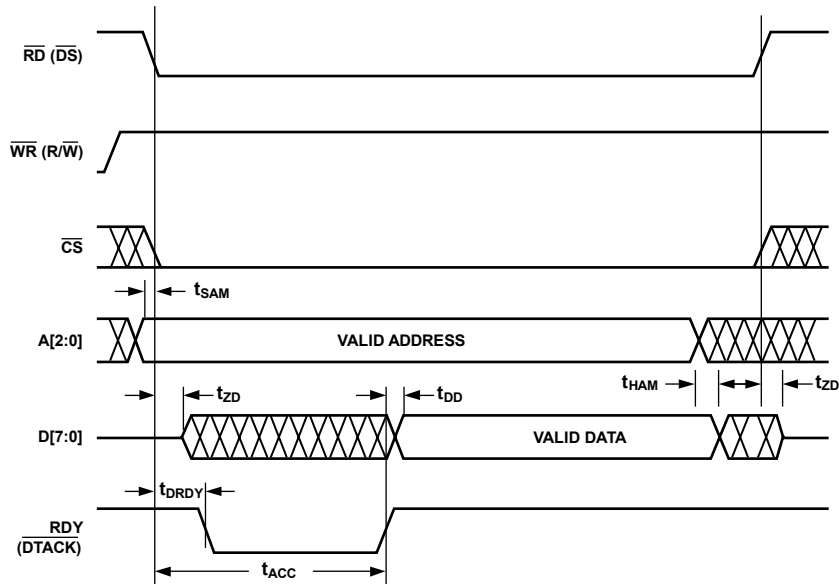 RD (DS)
WR (R/W)
CS
tSAM
A[2:0]
VALID ADDRESS
tZD
tDD
tHAM
tZD
D[7:0]
VALID DATA
tDRDY
RDY
(DTACK)
tACC